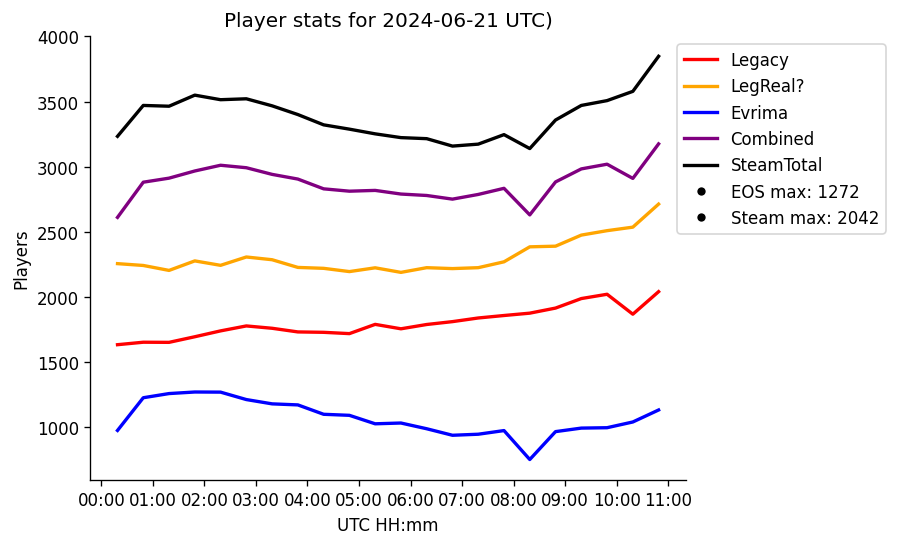 Player stats for 2024-06-21 UTC)
4000
3500
3000
2500
2000
1500
1000
Players
00:00 01:00 02:00 03:00 04:00 05:00 06:00 07:00 08:00 09:00 10:00 11:00
UTC HH:mm
Legacy
LegReal?
Evrima
Combined
SteamTotal
EOS max: 1272
Steam max: 2042